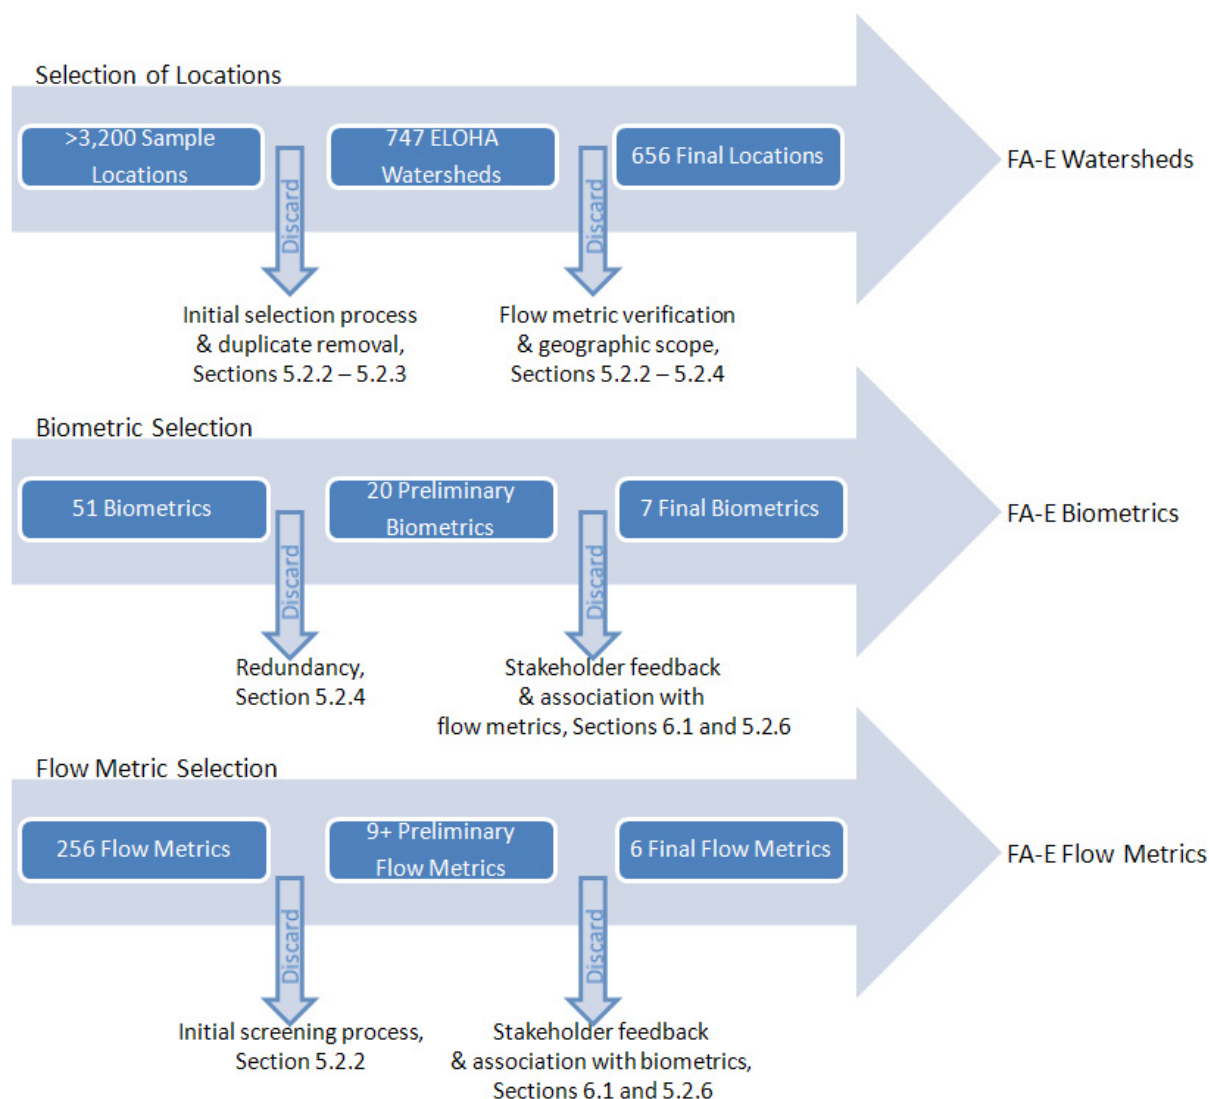 Selection of Locations
>3,200 Sample
Locations
Discard
747 ELOHA
Watersheds
Discard
656 Final Locations
FA-E Watersheds
Initial selection process
& duplicate removal,
Sections 5.2.2 – 5.2.3
Flow metric verification
& geographic scope,
Sections 5.2.2 – 5.2.4
Biometric Selection
51 Biometrics
Discard
20 Preliminary
Biometrics
Discard
7 Final Biometrics
FA-E Biometrics
Redundancy,
Section 5.2.4
Stakeholder feedback
& association with
flow metrics, Sections 6.1 and 5.2.6
Flow Metric Selection
256 Flow Metrics
Discard
9+ Preliminary
Flow Metrics
Discard
6 Final Flow Metrics
FA-E Flow Metrics
Initial screening process,
Section 5.2.2
Stakeholder feedback
& association with biometrics,
Sections 6.1 and 5.2.6